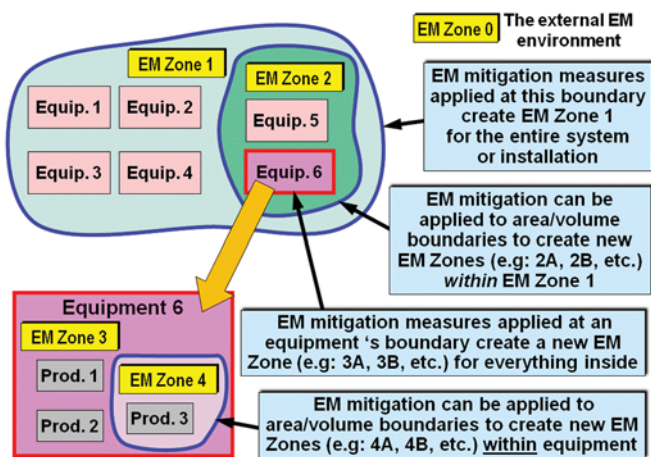 EM Zone 0
The external EM
environment
EM Zone 1
EM Zone 2
Equip. 1
Equip. 2
Equip. 5
Equip. 3
Equip. 4
Equip. 6
EM mitigation measures
applied at this boundary
create EM Zone 1
for the entire system
or installation
EM mitigation can be
applied to area/volume
boundaries to create new
EM Zones (e.g: 2A, 2B, etc.)
within EM Zone 1
Equipment 6
EM Zone 3
Prod. 1
EM Zone 4
Prod. 2
Prod. 3
EM mitigation measures applied at an
equipment ‘s boundary create a new EM
Zone (e.g: 3A, 3B, etc.) for everything inside
EM mitigation can be applied to
area/volume boundaries to create new EM
Zones (e.g: 4A, 4B, etc.) within equipment